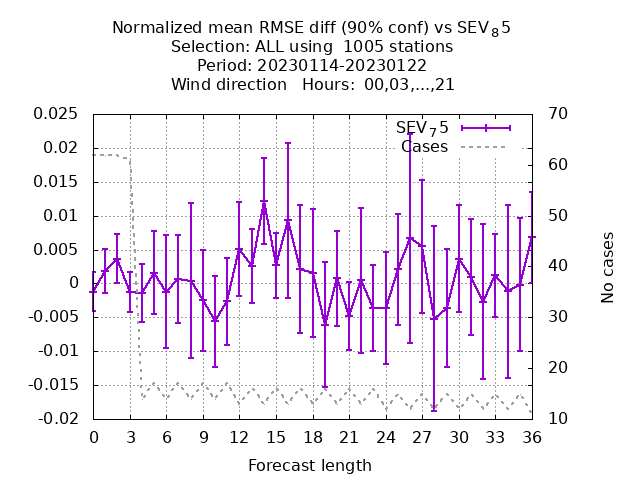 Normalized mean RMSE diff (90% conf) vs SEV₈5
Selection: ALL using  1005 stations
Period: 20230114-20230122
Wind direction   Hours:  00,03,...,21
0.025
0.02
0.015
0.01
0.005
0
-0.005
-0.01
-0.015
-0.02
SEV₇5
Cases
70
60
50
40
30
20
10
No cases
0 3 6 9 12 15 18 21 24 27 30 33 36
Forecast length